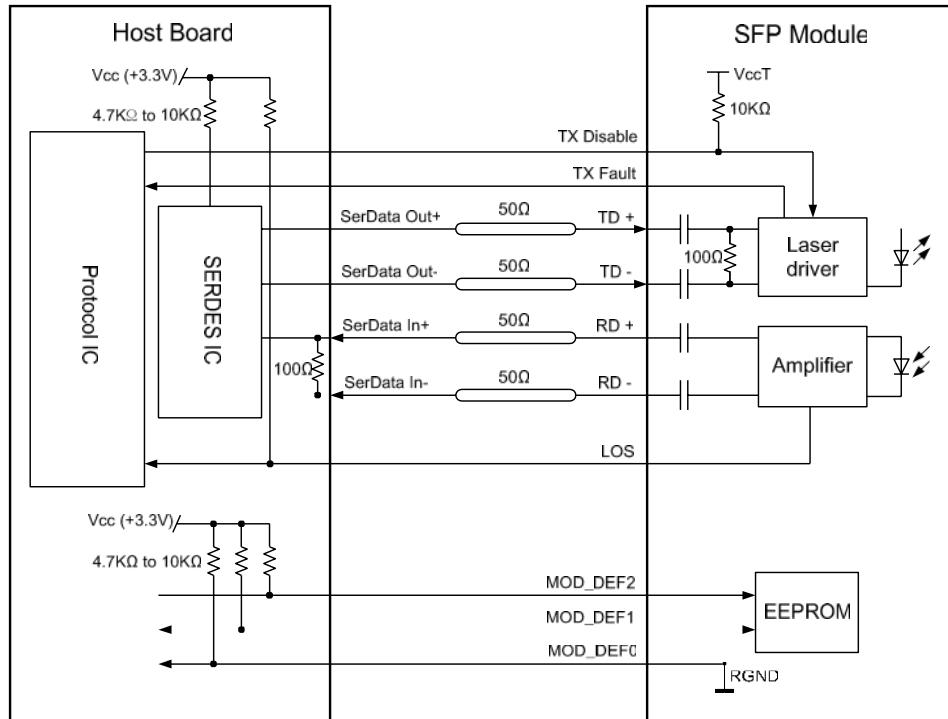 Host Board
SFP Module
Vcc (+3.3V)
VccT
4.7KΩ to 10KΩ
10KΩ
TX Disable
TX Fault
SerData Out+
50Ω
TD +
SerData Out-
50Ω
TD -
100Ω
Laser
driver
Protocol IC
SERDES IC
SerData In+
50Ω
RD +
100Ω
SerData In-
50Ω
RD -
Amplifier
LOS
Vcc (+3.3V)
4.7KΩ to 10KΩ
MOD_DEF2
MOD_DEF1
MOD_DEF0
EEPROM
RGND